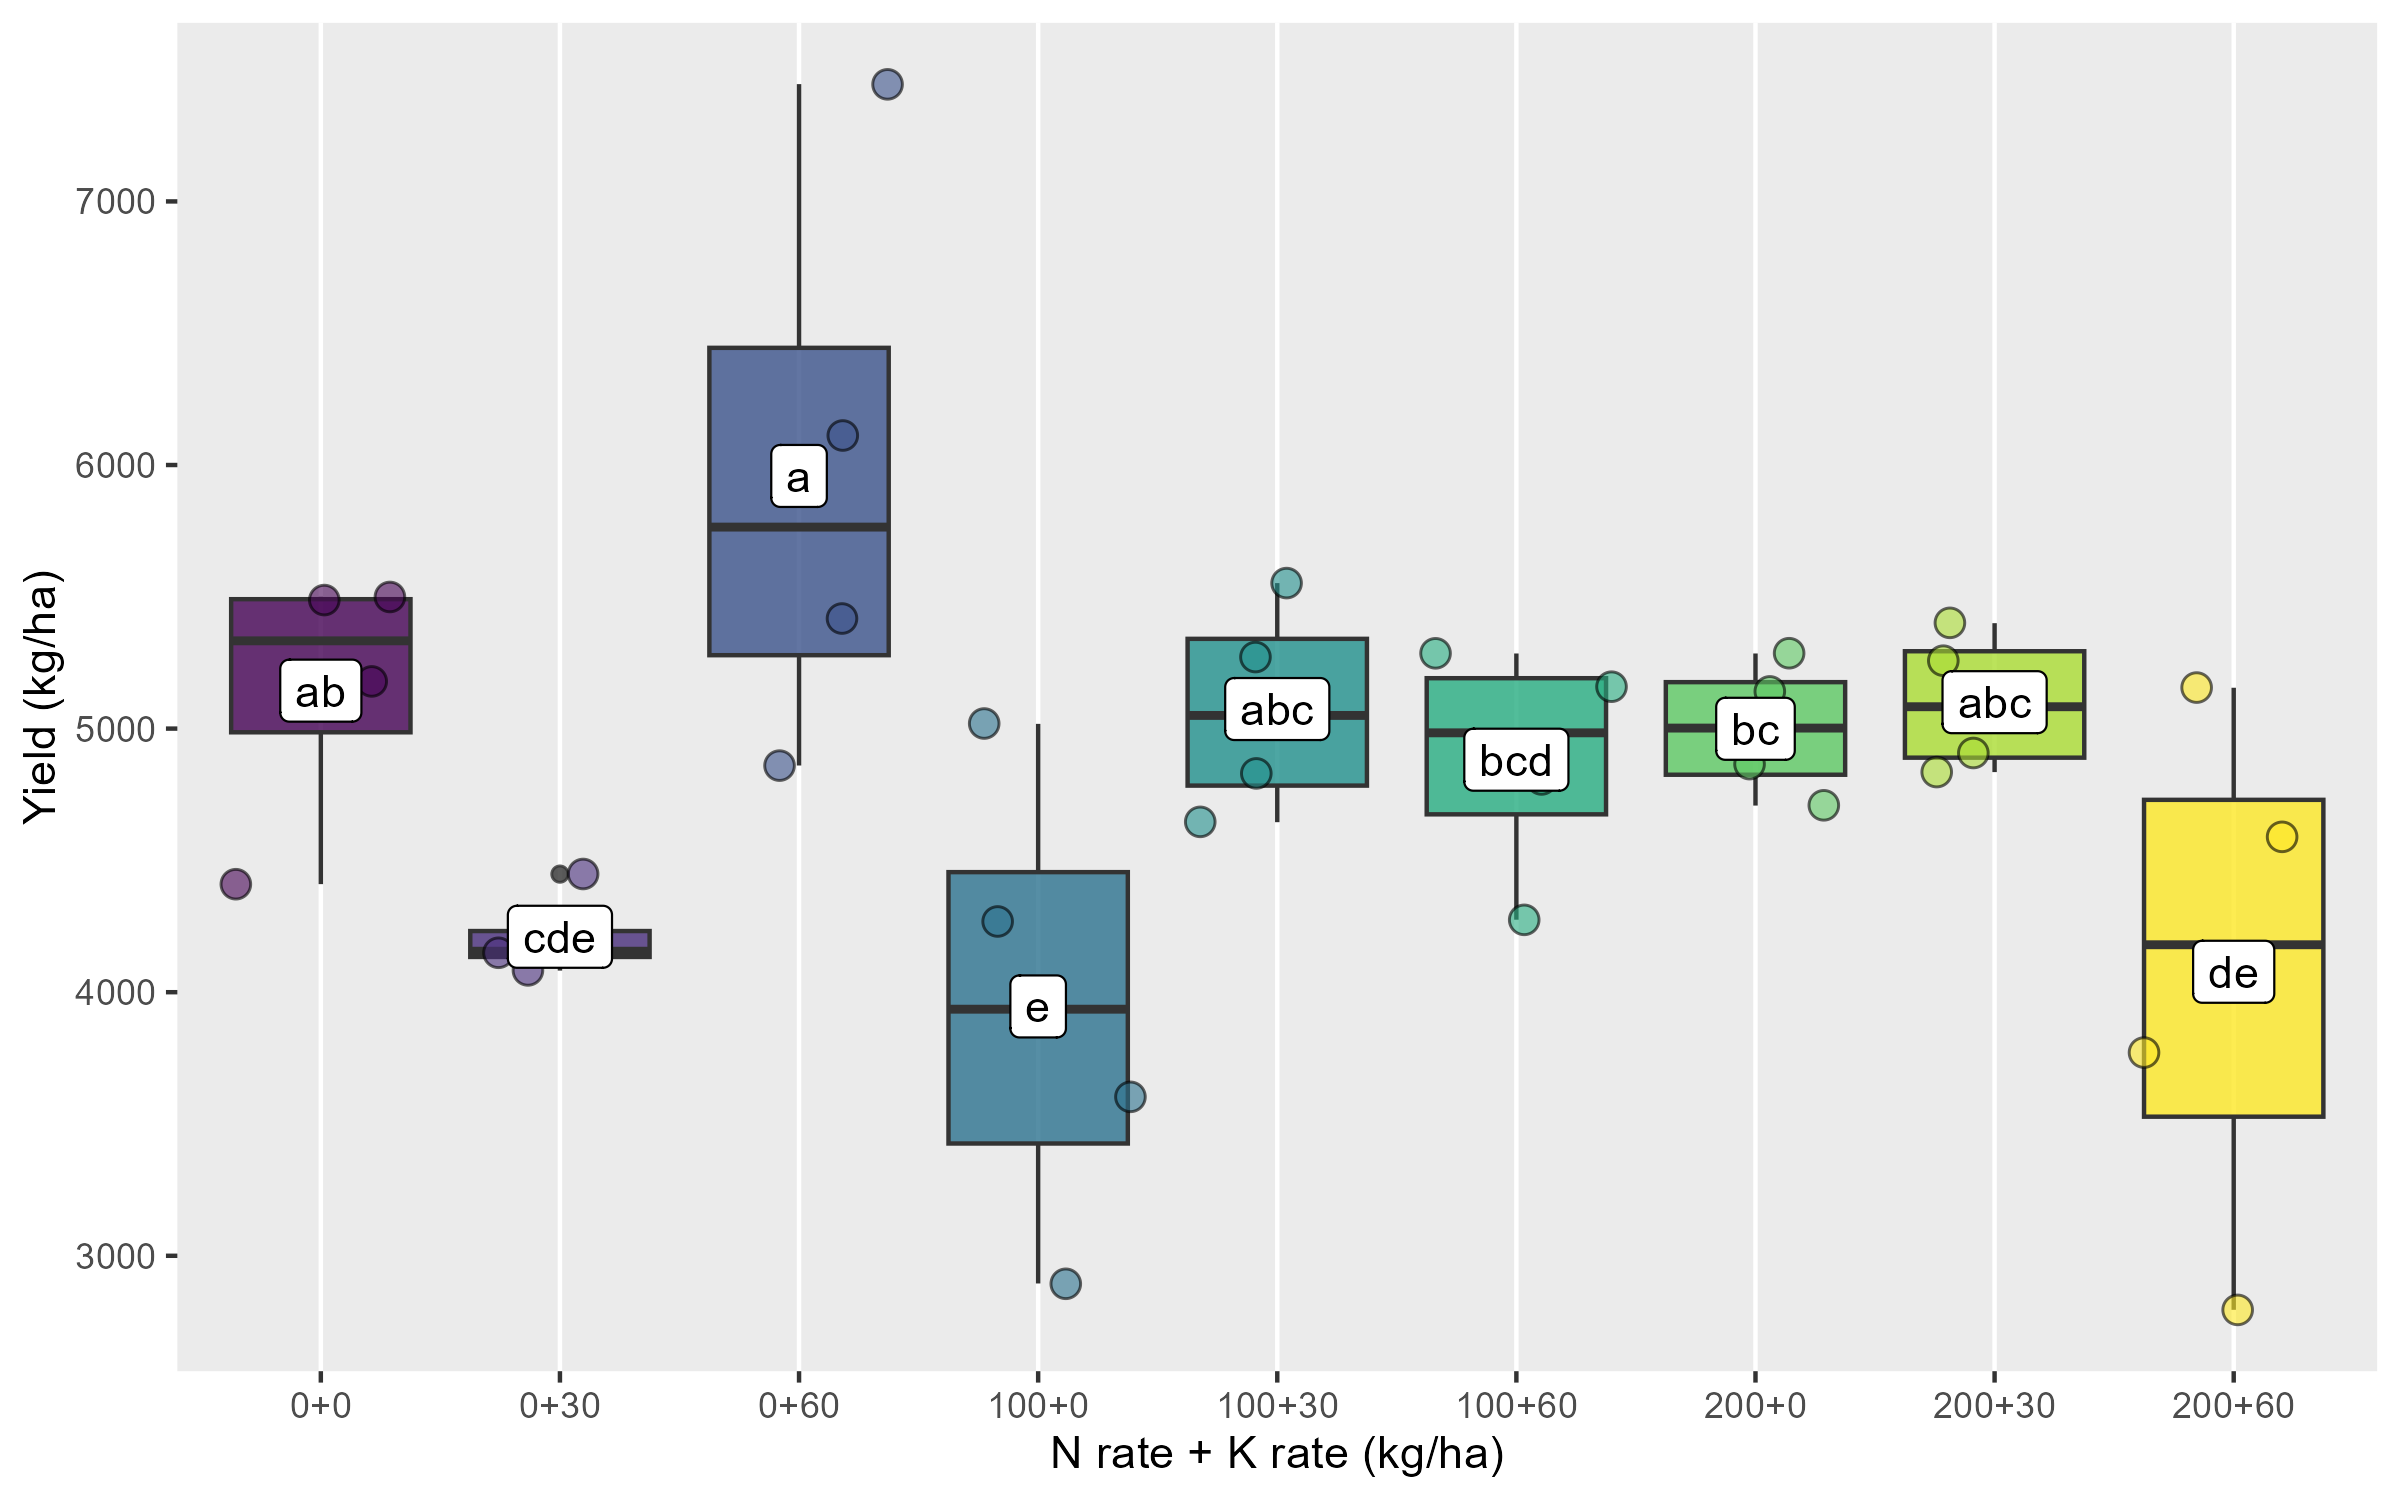 Yield (kg/ha)
7000
6000
5000
4000
3000
ab
cde
a
e
abc
bcd
bc
abc
de
0+0
0+30
0+60
100+0
100+30
100+60
200+0
200+30
200+60
N rate + K rate (kg/ha)